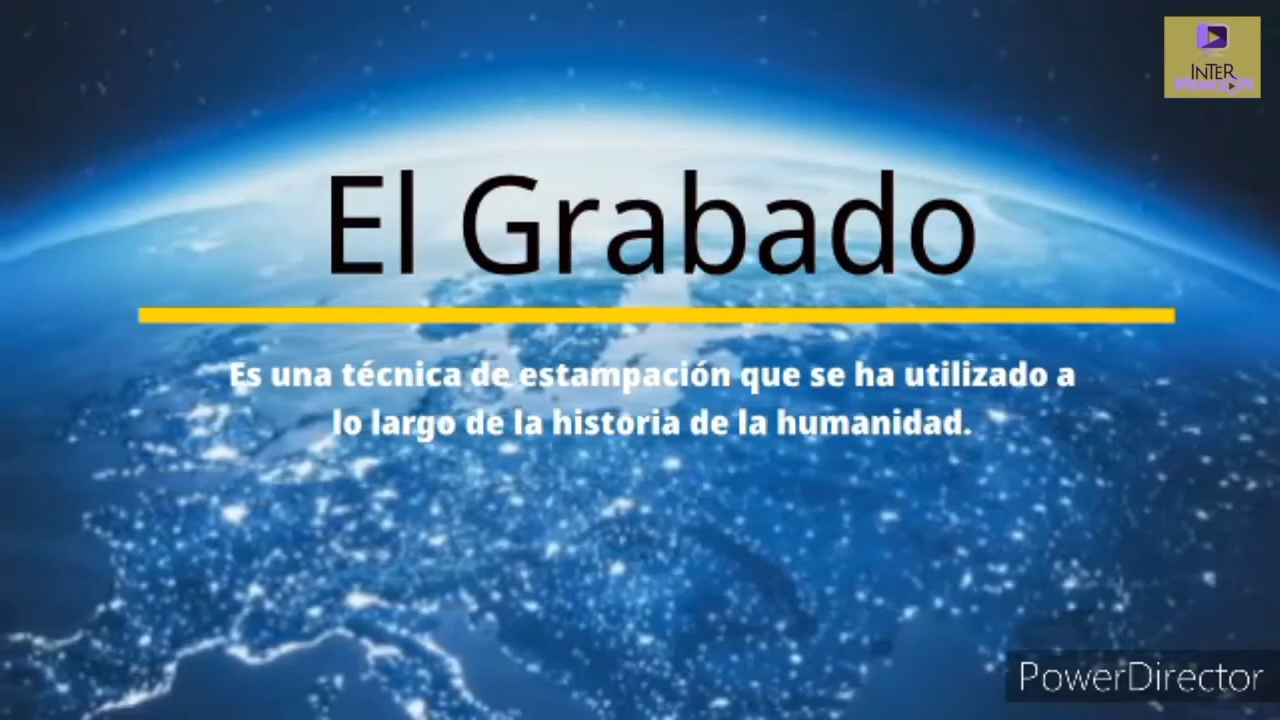 INTER
MENCIÓN
El Grabado
Es una técnica de estampación que se ha utilizado a
lo largo de la historia de la humanidad.
PowerDirector